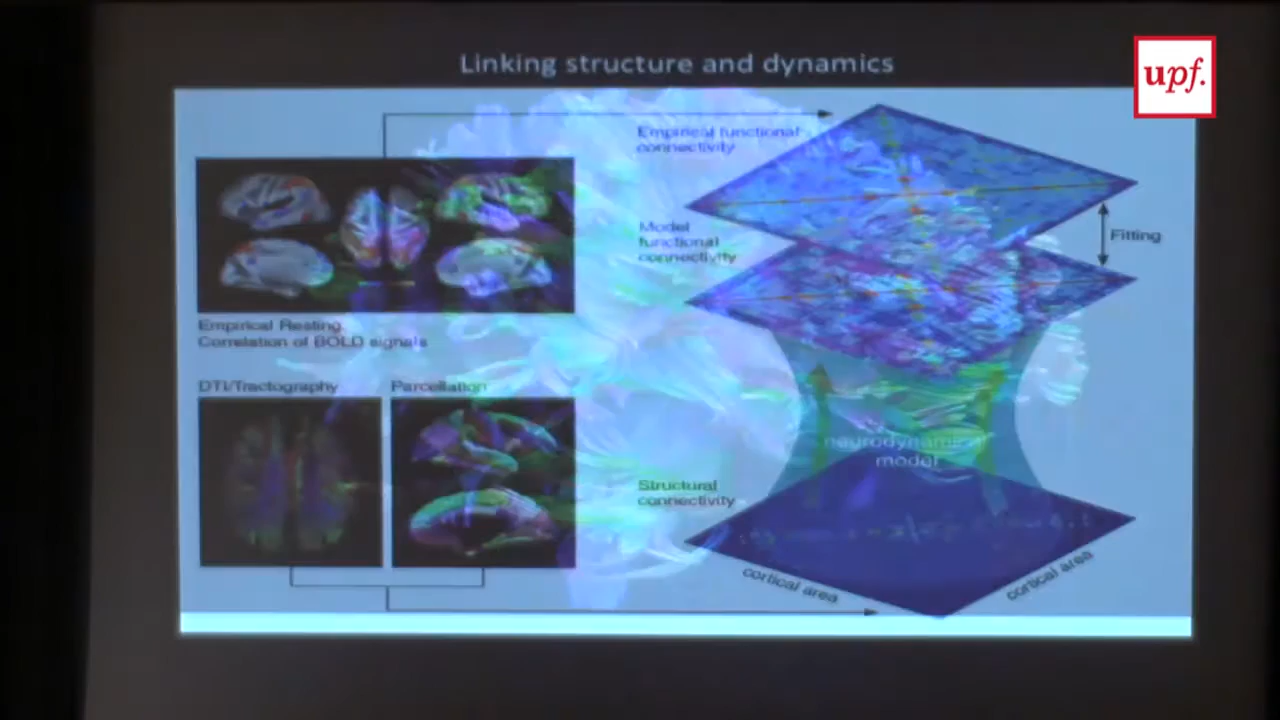 Linking structure and dynamics
upf.
Empirical functional
connectivity
Model
functional
connectivity
Fitting
Empirical Resting
Correlation of BOLD signals
DTI/Tractography
Parcellation
neurodynamical
model
Structural
connectivity
cortical area
cortical area